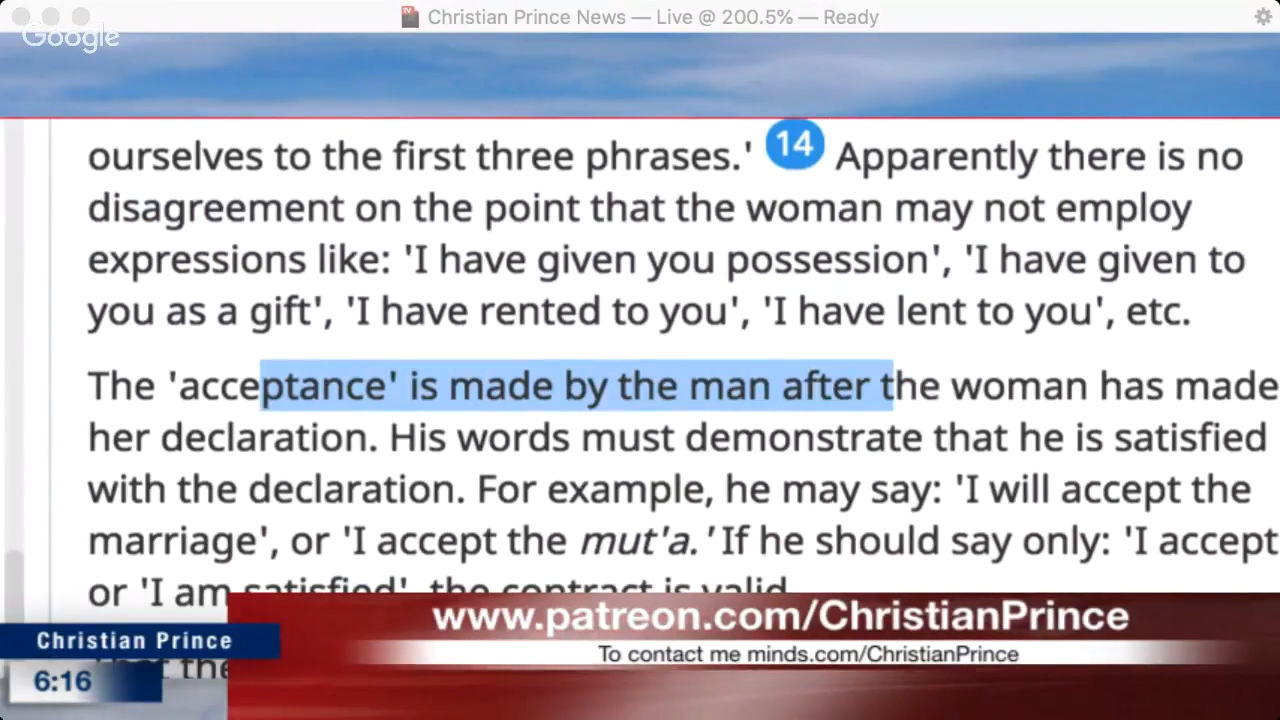 Christian Prince News — Live @ 200.5% — Ready
Google
ourselves to the first three phrases.' 14 Apparently there is no
disagreement on the point that the woman may not employ
expressions like: 'I have given you possession', 'I have given to
you as a gift', 'I have rented to you', 'I have lent to you', etc.
The 'acceptance' is made by the man after the woman has made
her declaration. His words must demonstrate that he is satisfied
with the declaration. For example, he may say: 'I will accept the
marriage', or 'I accept the mut'a.' If he should say only: 'I accept
or 'I am satisfied', the contract is valid
www.patreon.com/ChristianPrince
Christian Prince
To contact me minds.com/ChristianPrince
6:16